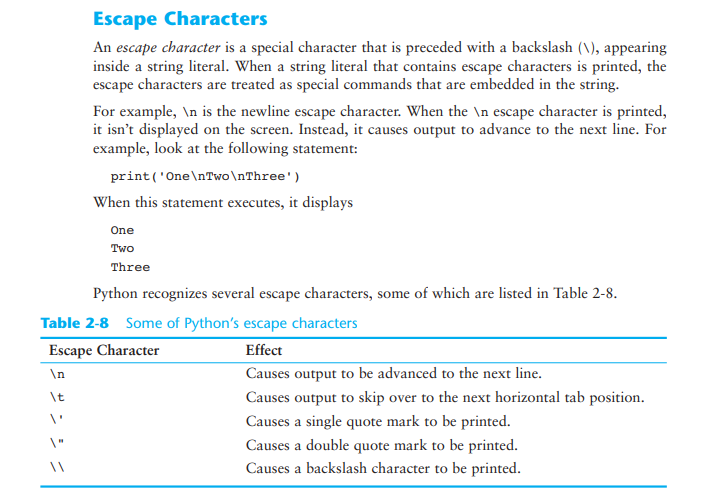 Escape Characters
An escape character is a special character that is preceded with a backslash (\), appearing
inside a string literal. When a string literal that contains escape characters is printed, the
escape characters are treated as special commands that are embedded in the string.
For example, \n is the newline escape character. When the \n escape character is printed,
it isn't displayed on the screen. Instead, it causes output to advance to the next line. For
example, look at the following statement:
print('One\nTwo\nThree')
When this statement executes, it displays
One
Two
Three
Python recognizes several escape characters, some of which are listed in Table 2-8.
Table 2-8 Some of Python's escape characters
Escape Character Effect
\n Causes output to be advanced to the next line.
\t Causes output to skip over to the next horizontal tab position.
\' Causes a single quote mark to be printed.
\" Causes a double quote mark to be printed.
\\ Causes a backslash character to be printed.